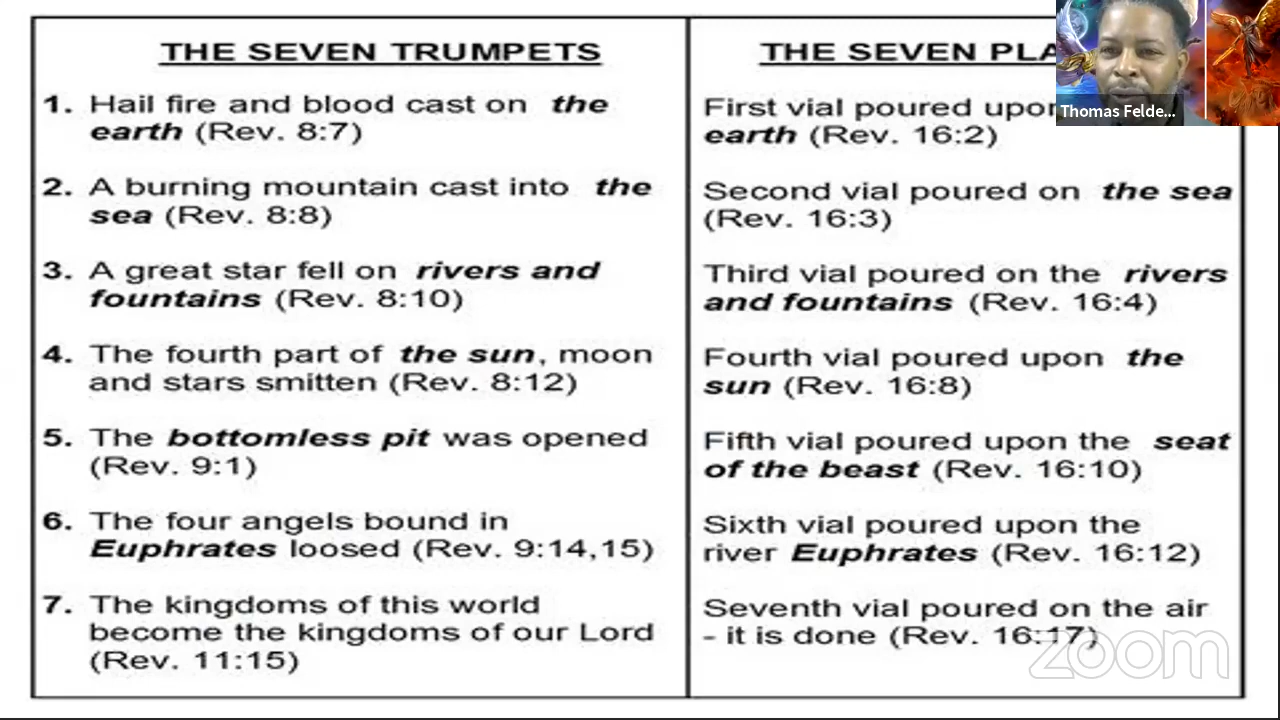 THE SEVEN TRUMPETS
1. Hail fire and blood cast on the
earth (Rev. 8:7)
2. A burning mountain cast into the
sea (Rev. 8:8)
3. A great star fell on rivers and
fountains (Rev. 8:10)
4. The fourth part of the sun, moon
and stars smitten (Rev. 8:12)
5. The bottomless pit was opened
(Rev. 9:1)
6. The four angels bound in
Euphrates loosed (Rev. 9:14,15)
7. The kingdoms of this world
become the kingdoms of our Lord
(Rev. 11:15)
THE SEVEN PLA
First vial poured upon
earth (Rev. 16:2)
Second vial poured on the sea
(Rev. 16:3)
Third vial poured on the rivers
and fountains (Rev. 16:4)
Fourth vial poured upon the
sun (Rev. 16:8)
Fifth vial poured upon the seat
of the beast (Rev. 16:10)
Sixth vial poured upon the
river Euphrates (Rev. 16:12)
Seventh vial poured on the air
- it is done (Rev. 16:17)
Thomas Felde...
zoom